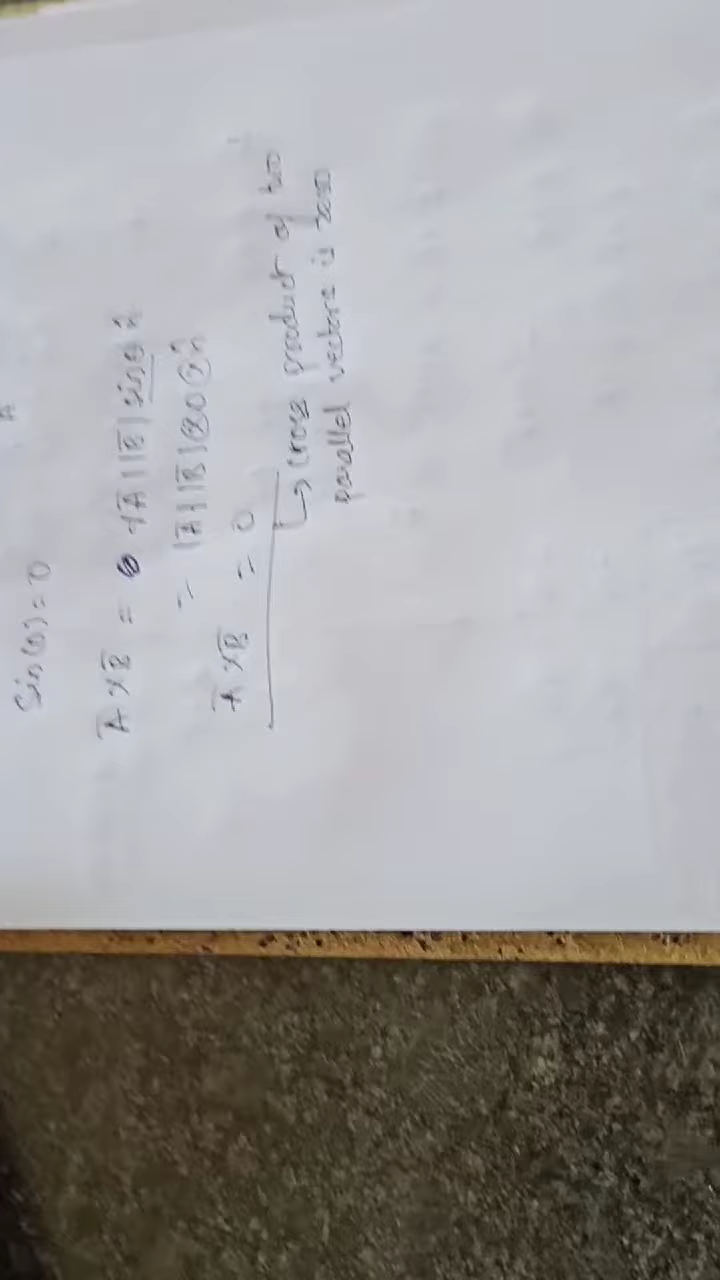 A
Sin(0) = 0
A̅ × B̅ = |A̅| |B̅| sinθ n̂
= |A̅| |B̅| (0) n̂
A̅ × B̅ = 0
↳ cross product of two
parallel vectors is zero